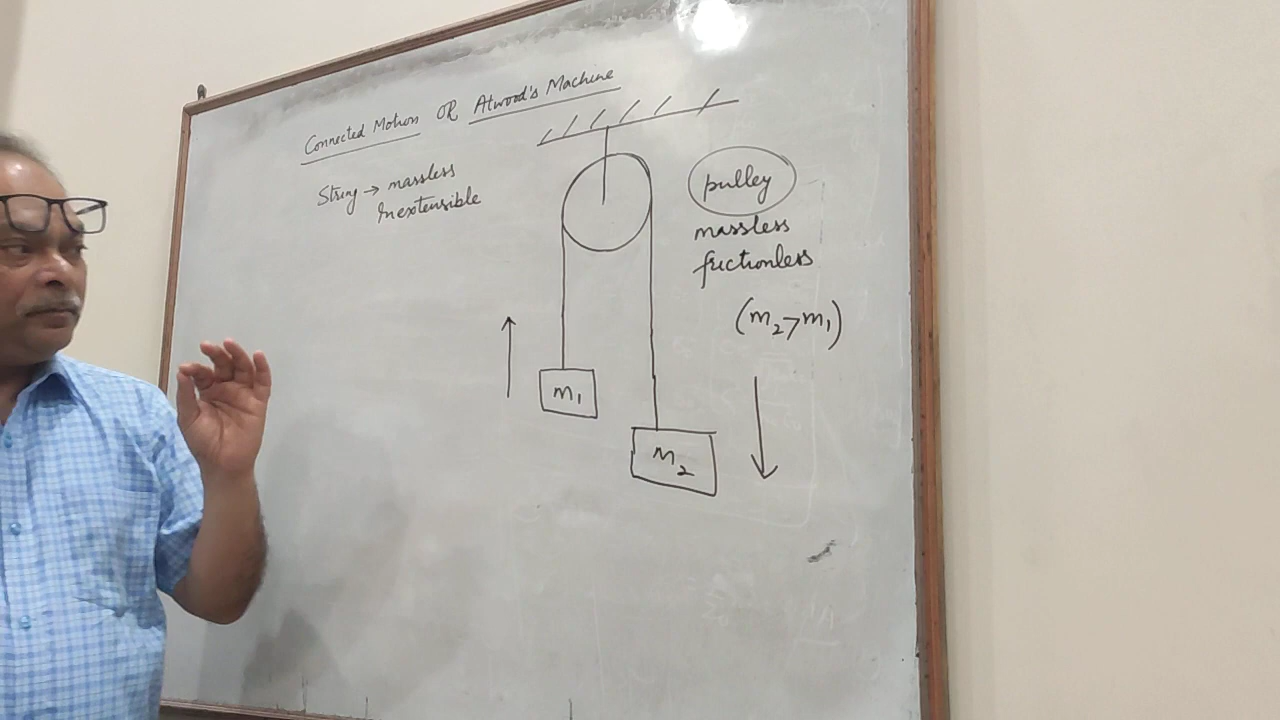 Connected Motion OR Atwood's Machine
String → massless
Inextensible
pulley
massless
frictionless
(m₂>m₁)
m₁
m₂